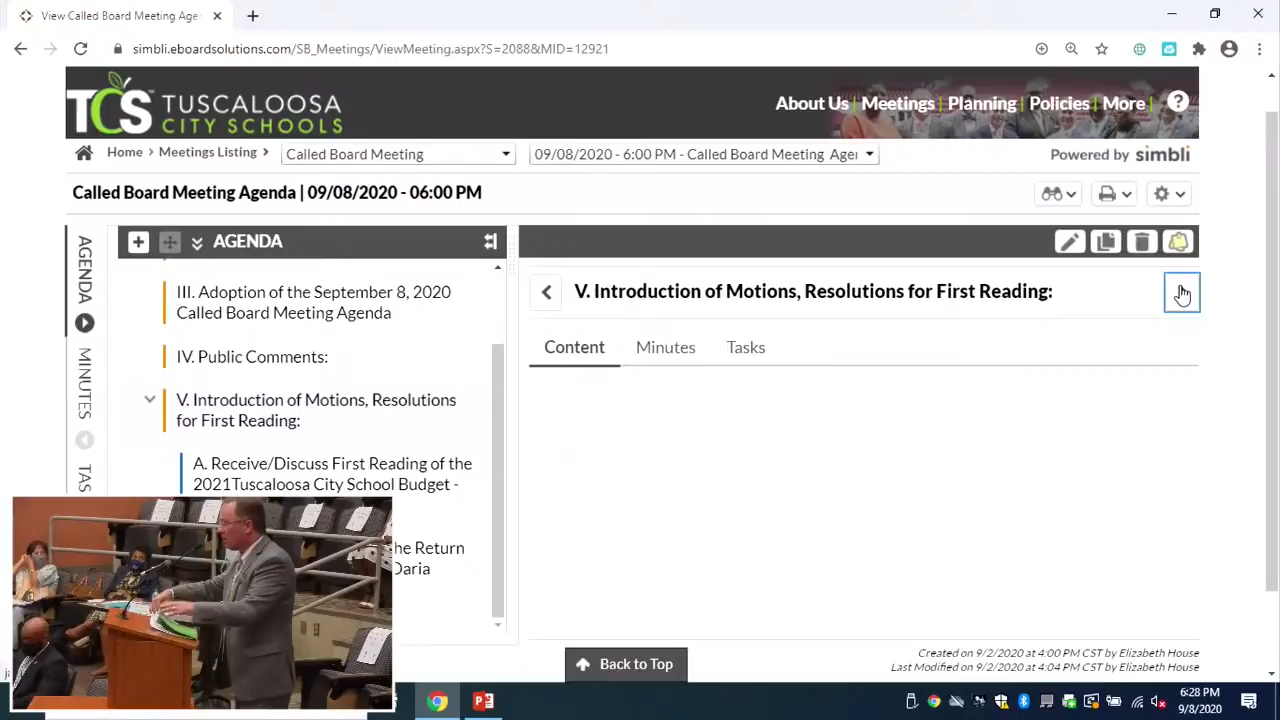 View Called Board Meeting Age
simbli.eboardsolutions.com/SB_Meetings/ViewMeeting.aspx?S=2088&MID=12921
TCS TUSCALOOSA CITY SCHOOLS
About Us | Meetings | Planning | Policies | More |
Home > Meetings Listing > Called Board Meeting 09/08/2020 - 6:00 PM - Called Board Meeting Agen
Powered by simbli
Called Board Meeting Agenda | 09/08/2020 - 06:00 PM
AGENDA
MINUTES
TAS
AGENDA
III. Adoption of the September 8, 2020
Called Board Meeting Agenda
IV. Public Comments:
V. Introduction of Motions, Resolutions
for First Reading:
A. Receive/Discuss First Reading of the
2021Tuscaloosa City School Budget -
he Return
Daria
V. Introduction of Motions, Resolutions for First Reading:
Content Minutes Tasks
Back to Top
Created on 9/2/2020 at 4:00 PM CST by Elizabeth House
Last Modified on 9/2/2020 at 4:04 PM CST by Elizabeth House
:28 PM
9/8/2020